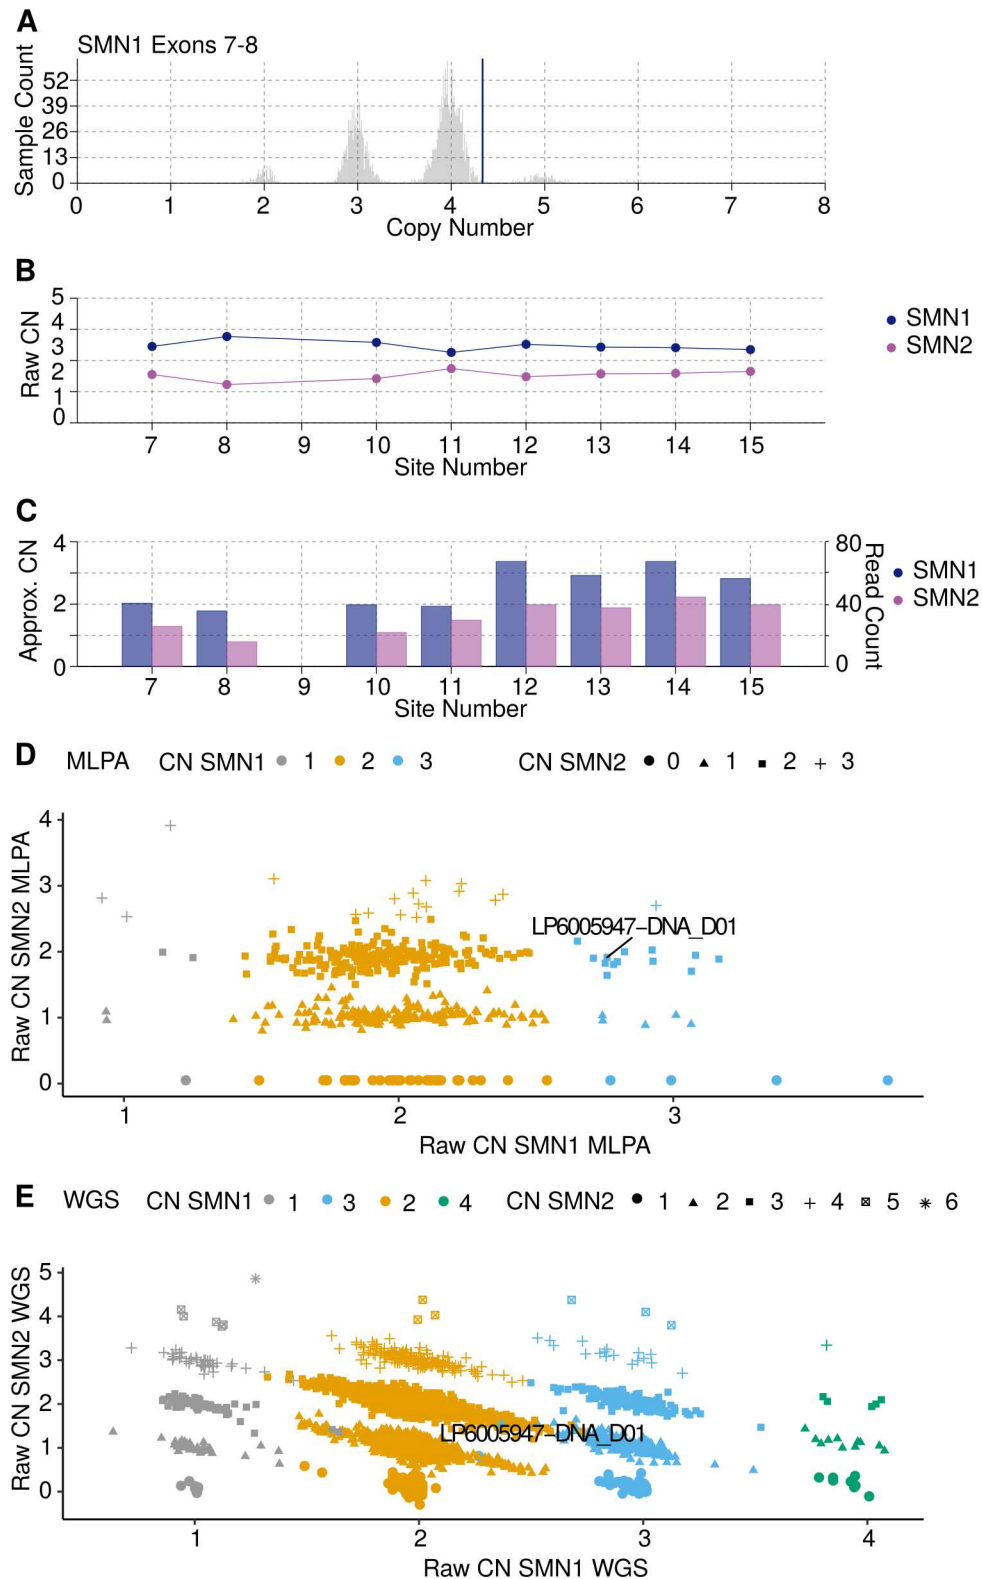 A
SMN1 Exons 7-8
Sample Count
52
39
26
13
0
0 1 2 3 4 5 6 7 8
Copy Number
B
Raw CN
5
4
3
2
1
0
7 8 9 10 11 12 13 14 15
Site Number
SMN1
SMN2
C
Approx. CN
4
2
0
80
40
0
Read Count
7 8 9 10 11 12 13 14 15
Site Number
SMN1
SMN2
D MLPA CN SMN1 1 2 3 CN SMN2 0 1 2 3
Raw CN SMN2 MLPA
4
3
2
1
0
LP6005947-DNA_D01
1 2 3
Raw CN SMN1 MLPA
E WGS CN SMN1 1 3 2 4 CN SMN2 1 2 3 4 5 6
Raw CN SMN2 WGS
5
4
3
2
1
0
LP6005947-DNA_D01
1 2 3 4
Raw CN SMN1 WGS